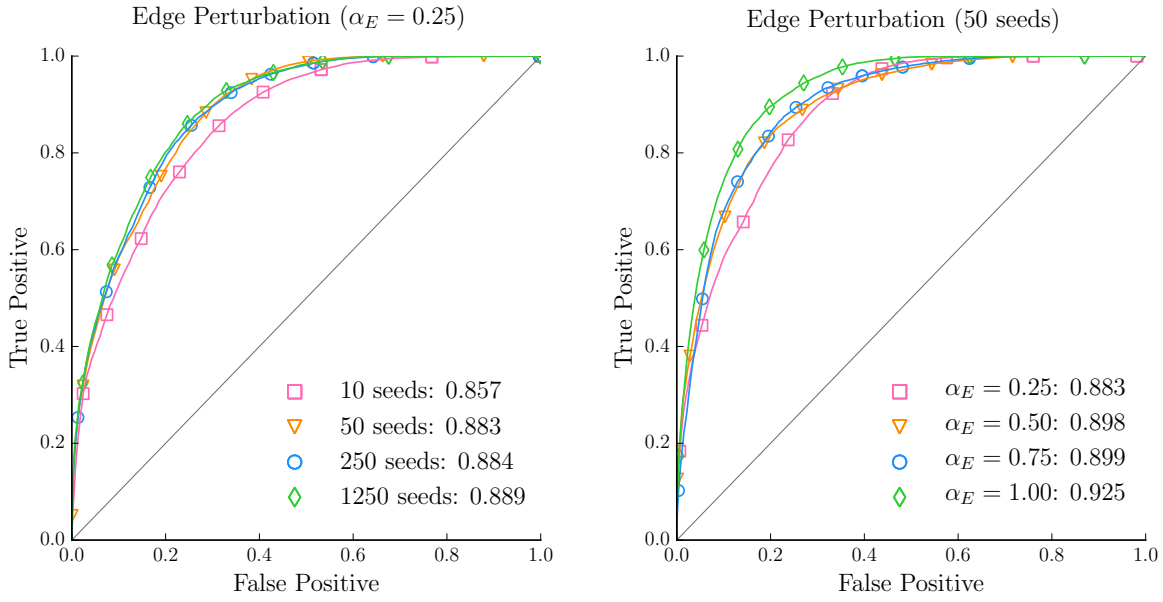 Edge Perturbation (α_E = 0.25)
True Positive
1.0
0.8
0.6
0.4
0.2
0.0
10 seeds: 0.857
50 seeds: 0.883
250 seeds: 0.884
1250 seeds: 0.889
0.0 0.2 0.4 0.6 0.8 1.0
False Positive
Edge Perturbation (50 seeds)
True Positive
1.0
0.8
0.6
0.4
0.2
0.0
α_E = 0.25: 0.883
α_E = 0.50: 0.898
α_E = 0.75: 0.899
α_E = 1.00: 0.925
0.0 0.2 0.4 0.6 0.8 1.0
False Positive